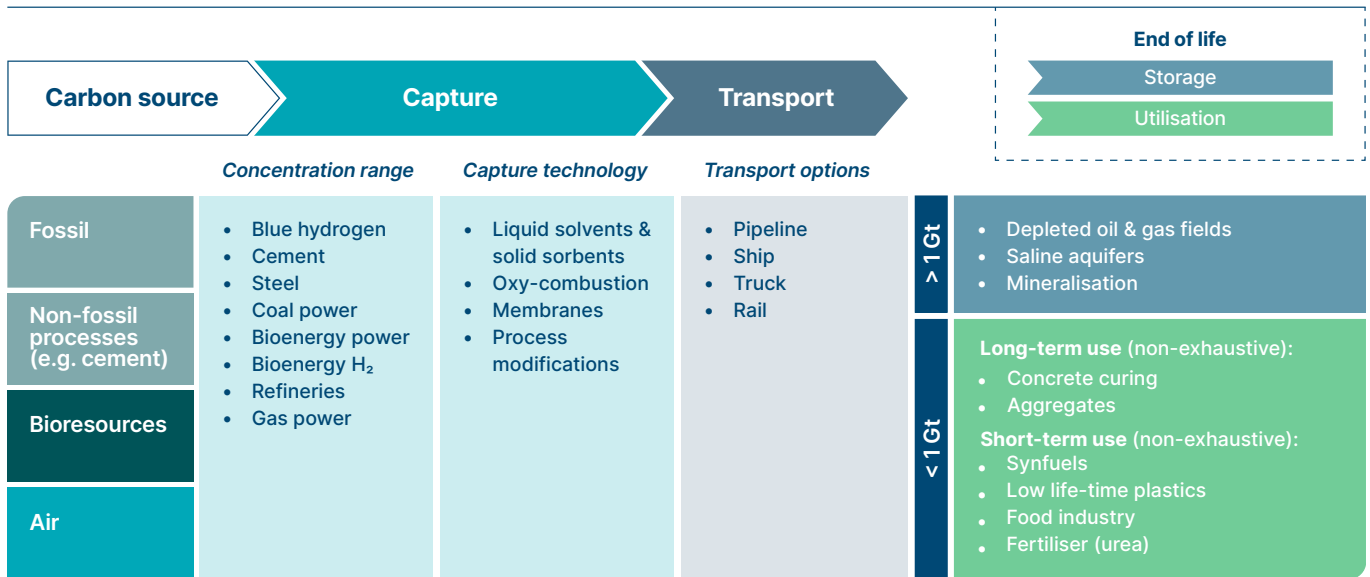 End of life
Storage
Utilisation
Carbon source
Capture
Transport
Concentration range
Capture technology
Transport options
Fossil
Non-fossil
processes
(e.g. cement)
Bioresources
Air
• Blue hydrogen
• Cement
• Steel
• Coal power
• Bioenergy power
• Bioenergy H₂
• Refineries
• Gas power
• Liquid solvents &
solid sorbents
• Oxy-combustion
• Membranes
• Process
modifications
• Pipeline
• Ship
• Truck
• Rail
> 1 Gt
• Depleted oil & gas fields
• Saline aquifers
• Mineralisation
< 1 Gt
Long-term use (non-exhaustive):
• Concrete curing
• Aggregates
Short-term use (non-exhaustive):
• Synfuels
• Low life-time plastics
• Food industry
• Fertiliser (urea)